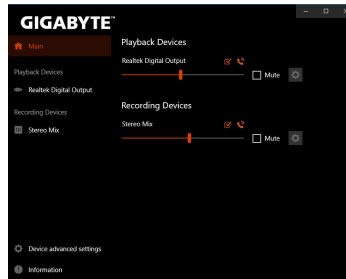 GIGABYTE™
Main
Playback Devices
Realtek Digital Output
Recording Devices
Stereo Mix
Device advanced settings
Information
Playback Devices
Realtek Digital Output
Mute
Recording Devices
Stereo Mix
Mute